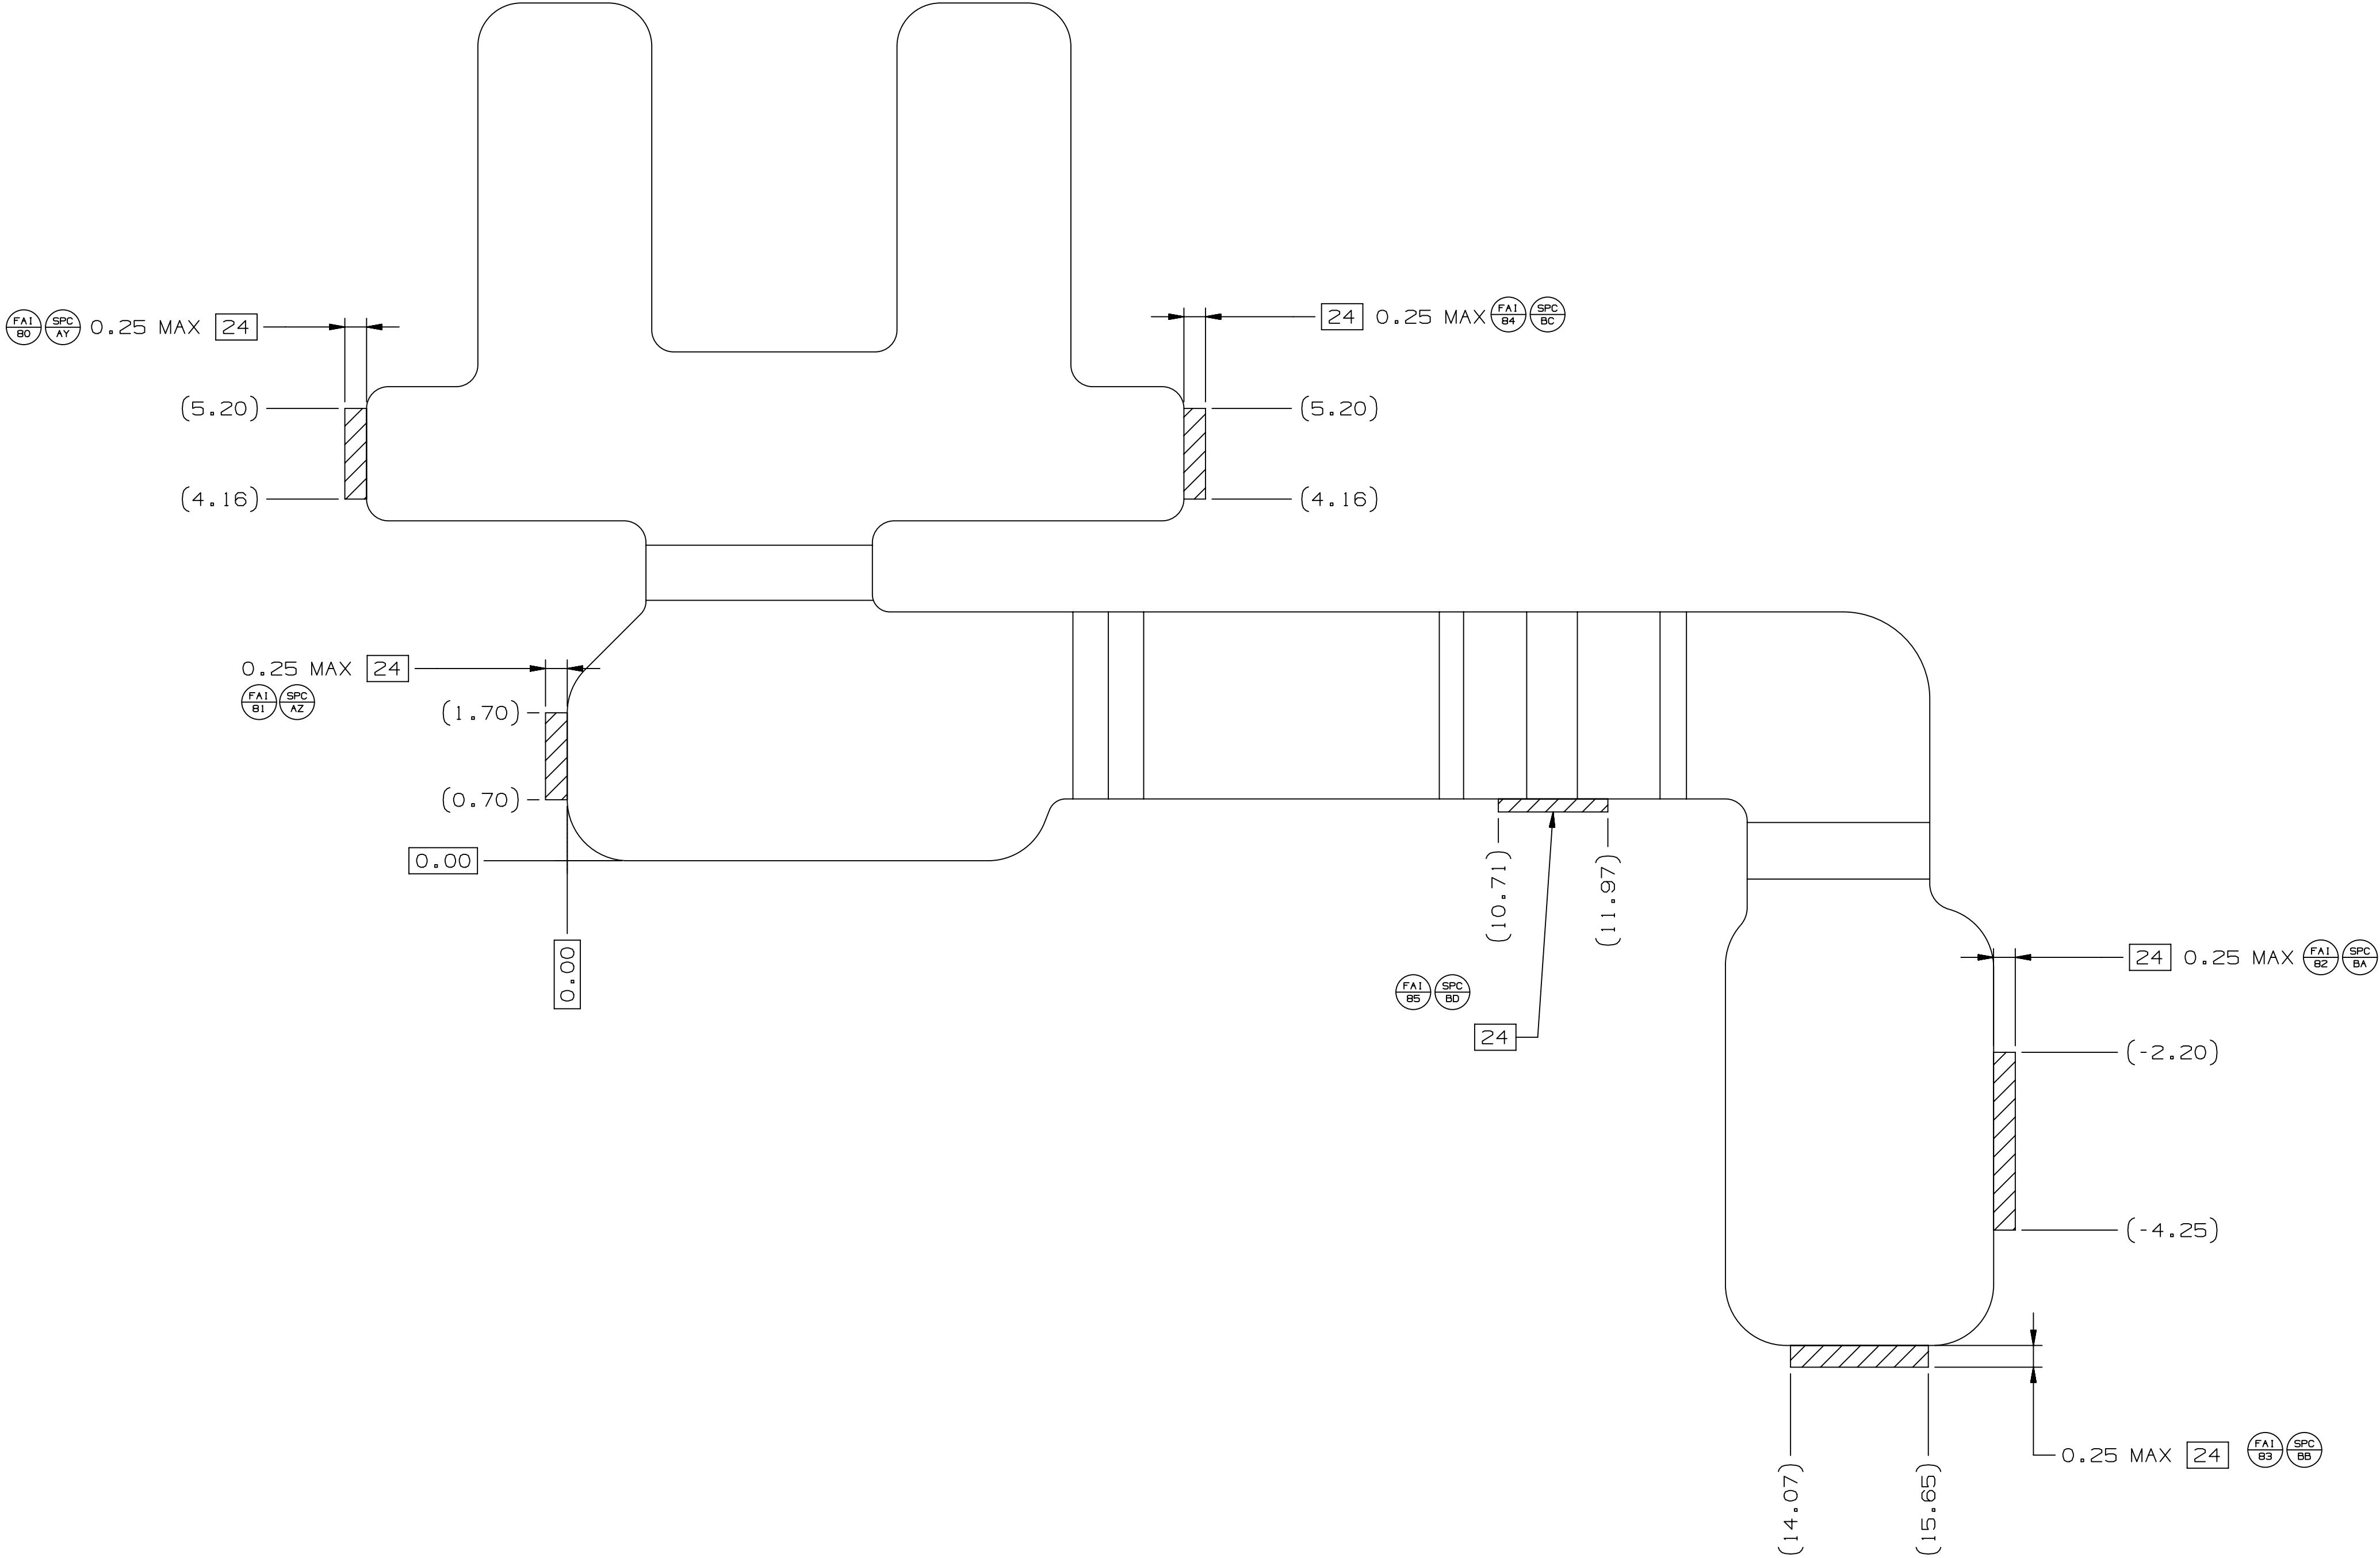 FAI 80 SPC AY 0.25 MAX 24
24 0.25 MAX FAI 84 SPC BC
(5.20)
(5.20)
(4.16)
(4.16)
0.25 MAX 24
FAI 81 SPC AZ
(1.70)
(0.70)
0.00
0.00
(10.71)
(11.97)
FAI 85 SPC BD
24
24 0.25 MAX FAI 82 SPC BA
(-2.20)
(-4.25)
0.25 MAX 24 FAI 83 SPC BB
(14.07)
(15.65)